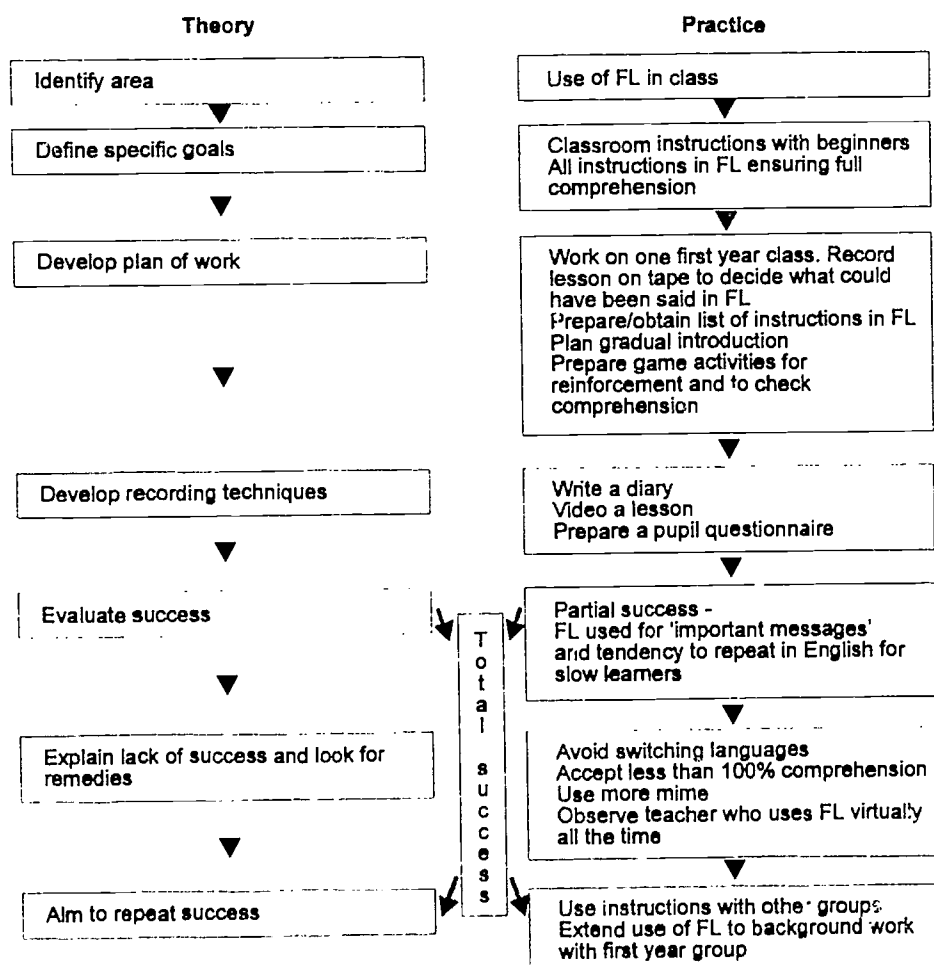 Theory
Identify area
Define specific goals
Develop plan of work
Develop recording techniques
Evaluate success
Explain lack of success and look for
remedies
Aim to repeat success
Total success
Practice
Use of FL in class
Classroom instructions with beginners
All instructions in FL ensuring full
comprehension
Work on one first year class. Record
lesson on tape to decide what could
have been said in FL
Prepare/obtain list of instructions in FL
Plan gradual introduction
Prepare game activities for
reinforcement and to check
comprehension
Write a diary
Video a lesson
Prepare a pupil questionnaire
Partial success -
FL used for 'important messages'
and tendency to repeat in English for
slow learners
Avoid switching languages
Accept less than 100% comprehension
Use more mime
Observe teacher who uses FL virtually
all the time
Use instructions with other groups.
Extend use of FL to background work
with first year group